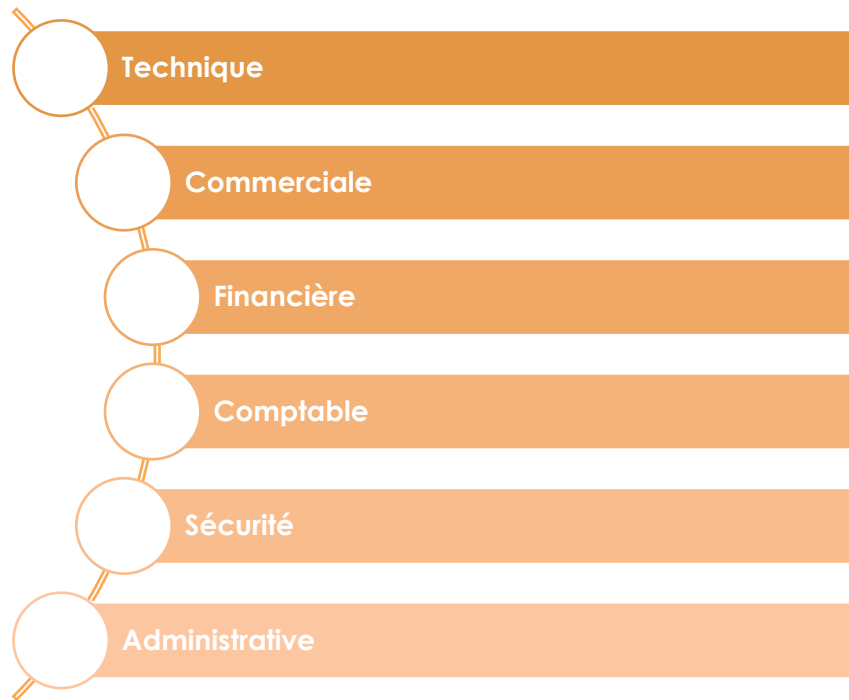 Technique
Commerciale
Financière
Comptable
Sécurité
Administrative